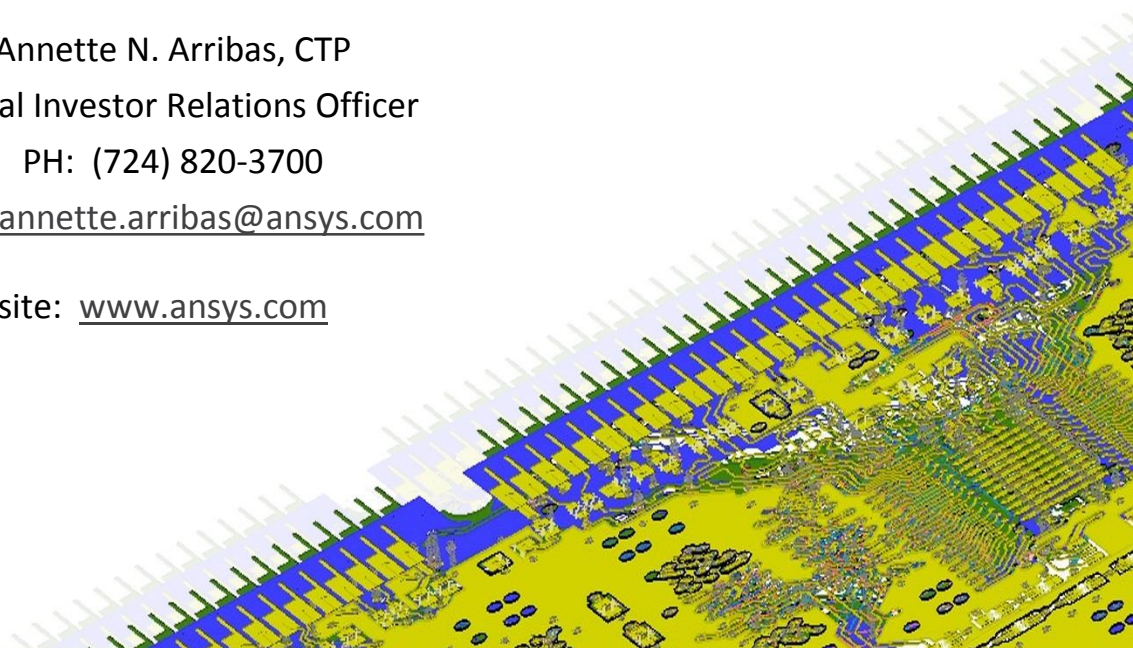 Annette N. Arribas, CTP
al Investor Relations Officer
PH: (724) 820-3700
annette.arribas@ansys.com
site: www.ansys.com